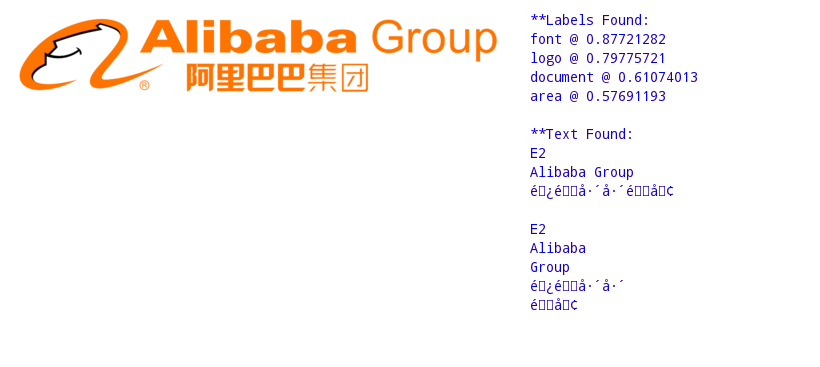 Alibaba Group
阿里巴巴集团
®
**Labels Found:
font @ 0.87721282
logo @ 0.79775721
document @ 0.61074013
area @ 0.57691193
**Text Found:
E2
Alibaba Group
é□¿é□□å·´å·´é□□å□¢
E2
Alibaba
Group
é□¿é□□å·´å·´
é□□å□¢